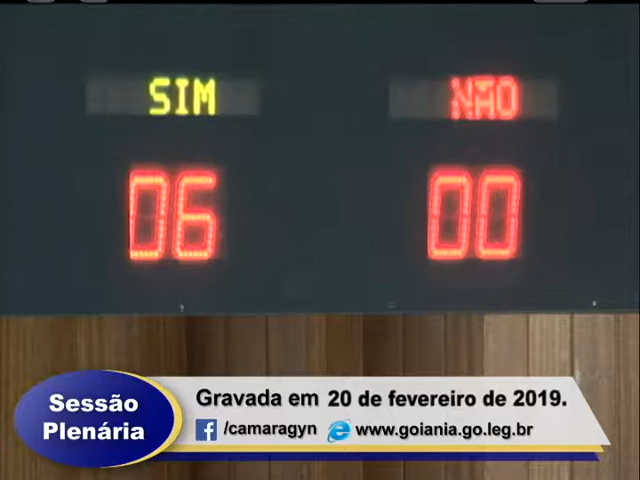 SIM NÃO
06 00
Sessão
Plenária
Gravada em 20 de fevereiro de 2019.
/camaragyn www.goiania.go.leg.br